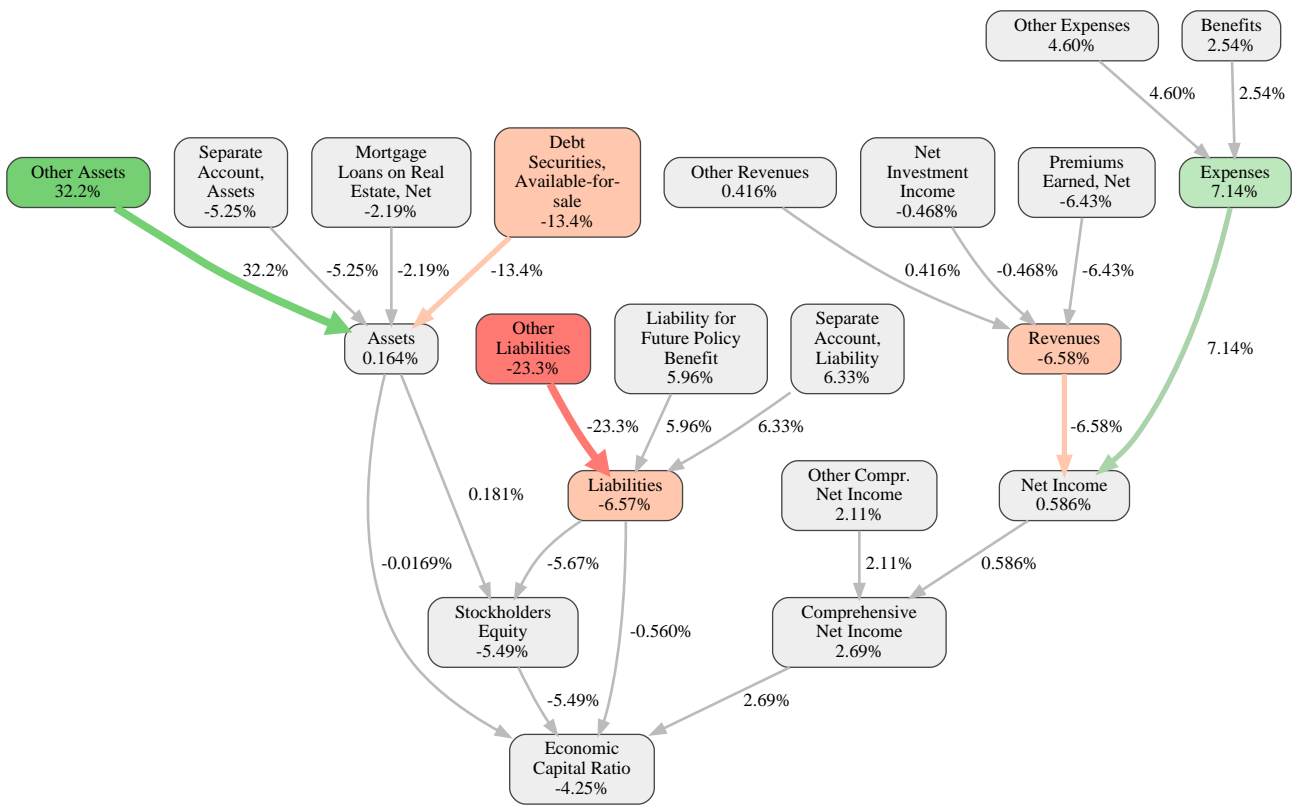 Other Expenses
4.60%
Benefits
2.54%
4.60%
2.54%
Other Assets
32.2%
Separate
Account,
Assets
-5.25%
Mortgage
Loans on Real
Estate, Net
-2.19%
Debt
Securities,
Available-for-
sale
-13.4%
Other Revenues
0.416%
Net
Investment
Income
-0.468%
Premiums
Earned, Net
-6.43%
Expenses
7.14%
32.2%
-5.25%
-2.19%
-13.4%
0.416%
-0.468%
-6.43%
Assets
0.164%
Other
Liabilities
-23.3%
Liability for
Future Policy
Benefit
5.96%
Separate
Account,
Liability
6.33%
Revenues
-6.58%
7.14%
-23.3%
5.96%
6.33%
-6.58%
Liabilities
-6.57%
Other Compr.
Net Income
2.11%
Net Income
0.586%
0.181%
-0.0169%
-5.67%
2.11%
0.586%
Stockholders
Equity
-5.49%
-0.560%
Comprehensive
Net Income
2.69%
-5.49%
2.69%
Economic
Capital Ratio
-4.25%